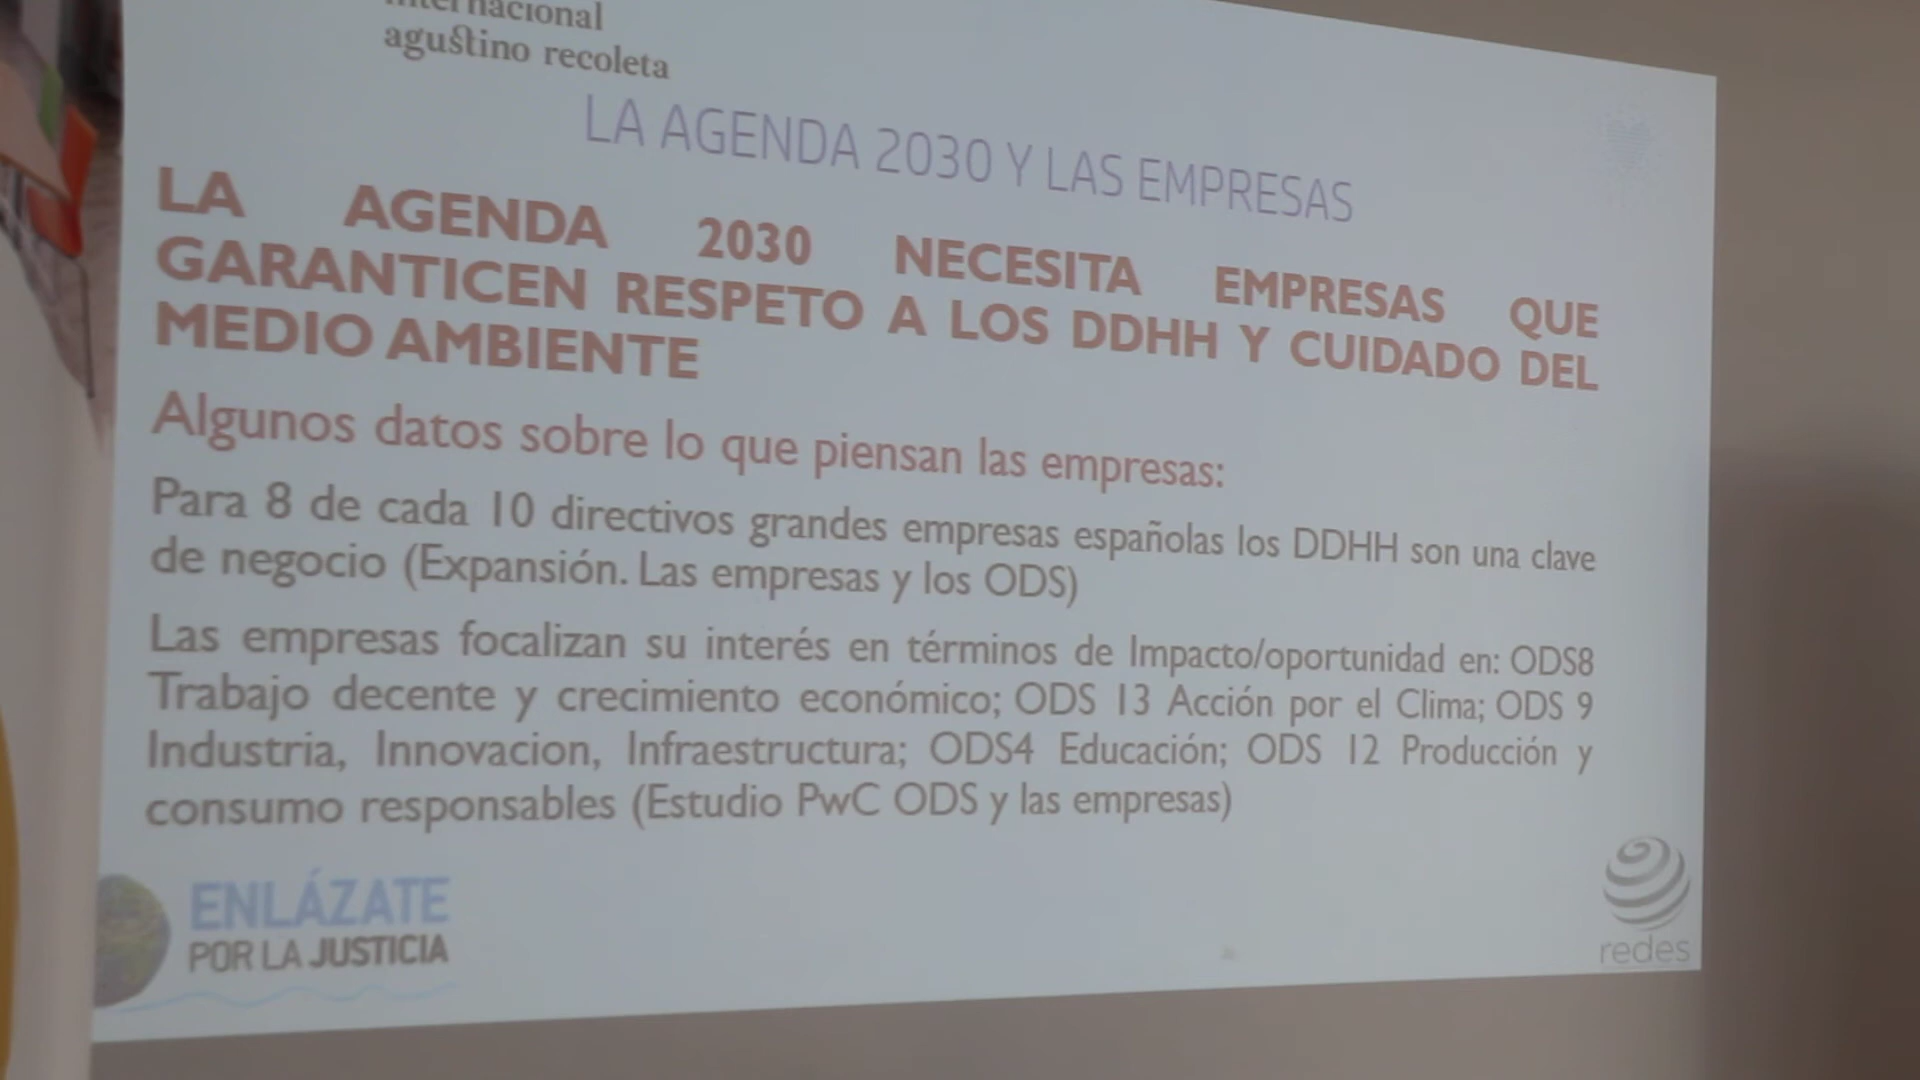 internacional
agustino recoleta
LA AGENDA 2030 Y LAS EMPRESAS
LA AGENDA 2030 NECESITA EMPRESAS QUE
GARANTICEN RESPETO A LOS DDHH Y CUIDADO DEL
MEDIO AMBIENTE
Algunos datos sobre lo que piensan las empresas:
Para 8 de cada 10 directivos grandes empresas españolas los DDHH son una clave
de negocio (Expansión. Las empresas y los ODS)
Las empresas focalizan su interés en términos de Impacto/oportunidad en: ODS8
Trabajo decente y crecimiento económico; ODS 13 Acción por el Clima; ODS 9
Industria, Innovacion, Infraestructura; ODS4 Educación; ODS 12 Producción y
consumo responsables (Estudio PwC ODS y las empresas)
ENLÁZATE
POR LA JUSTICIA
redes